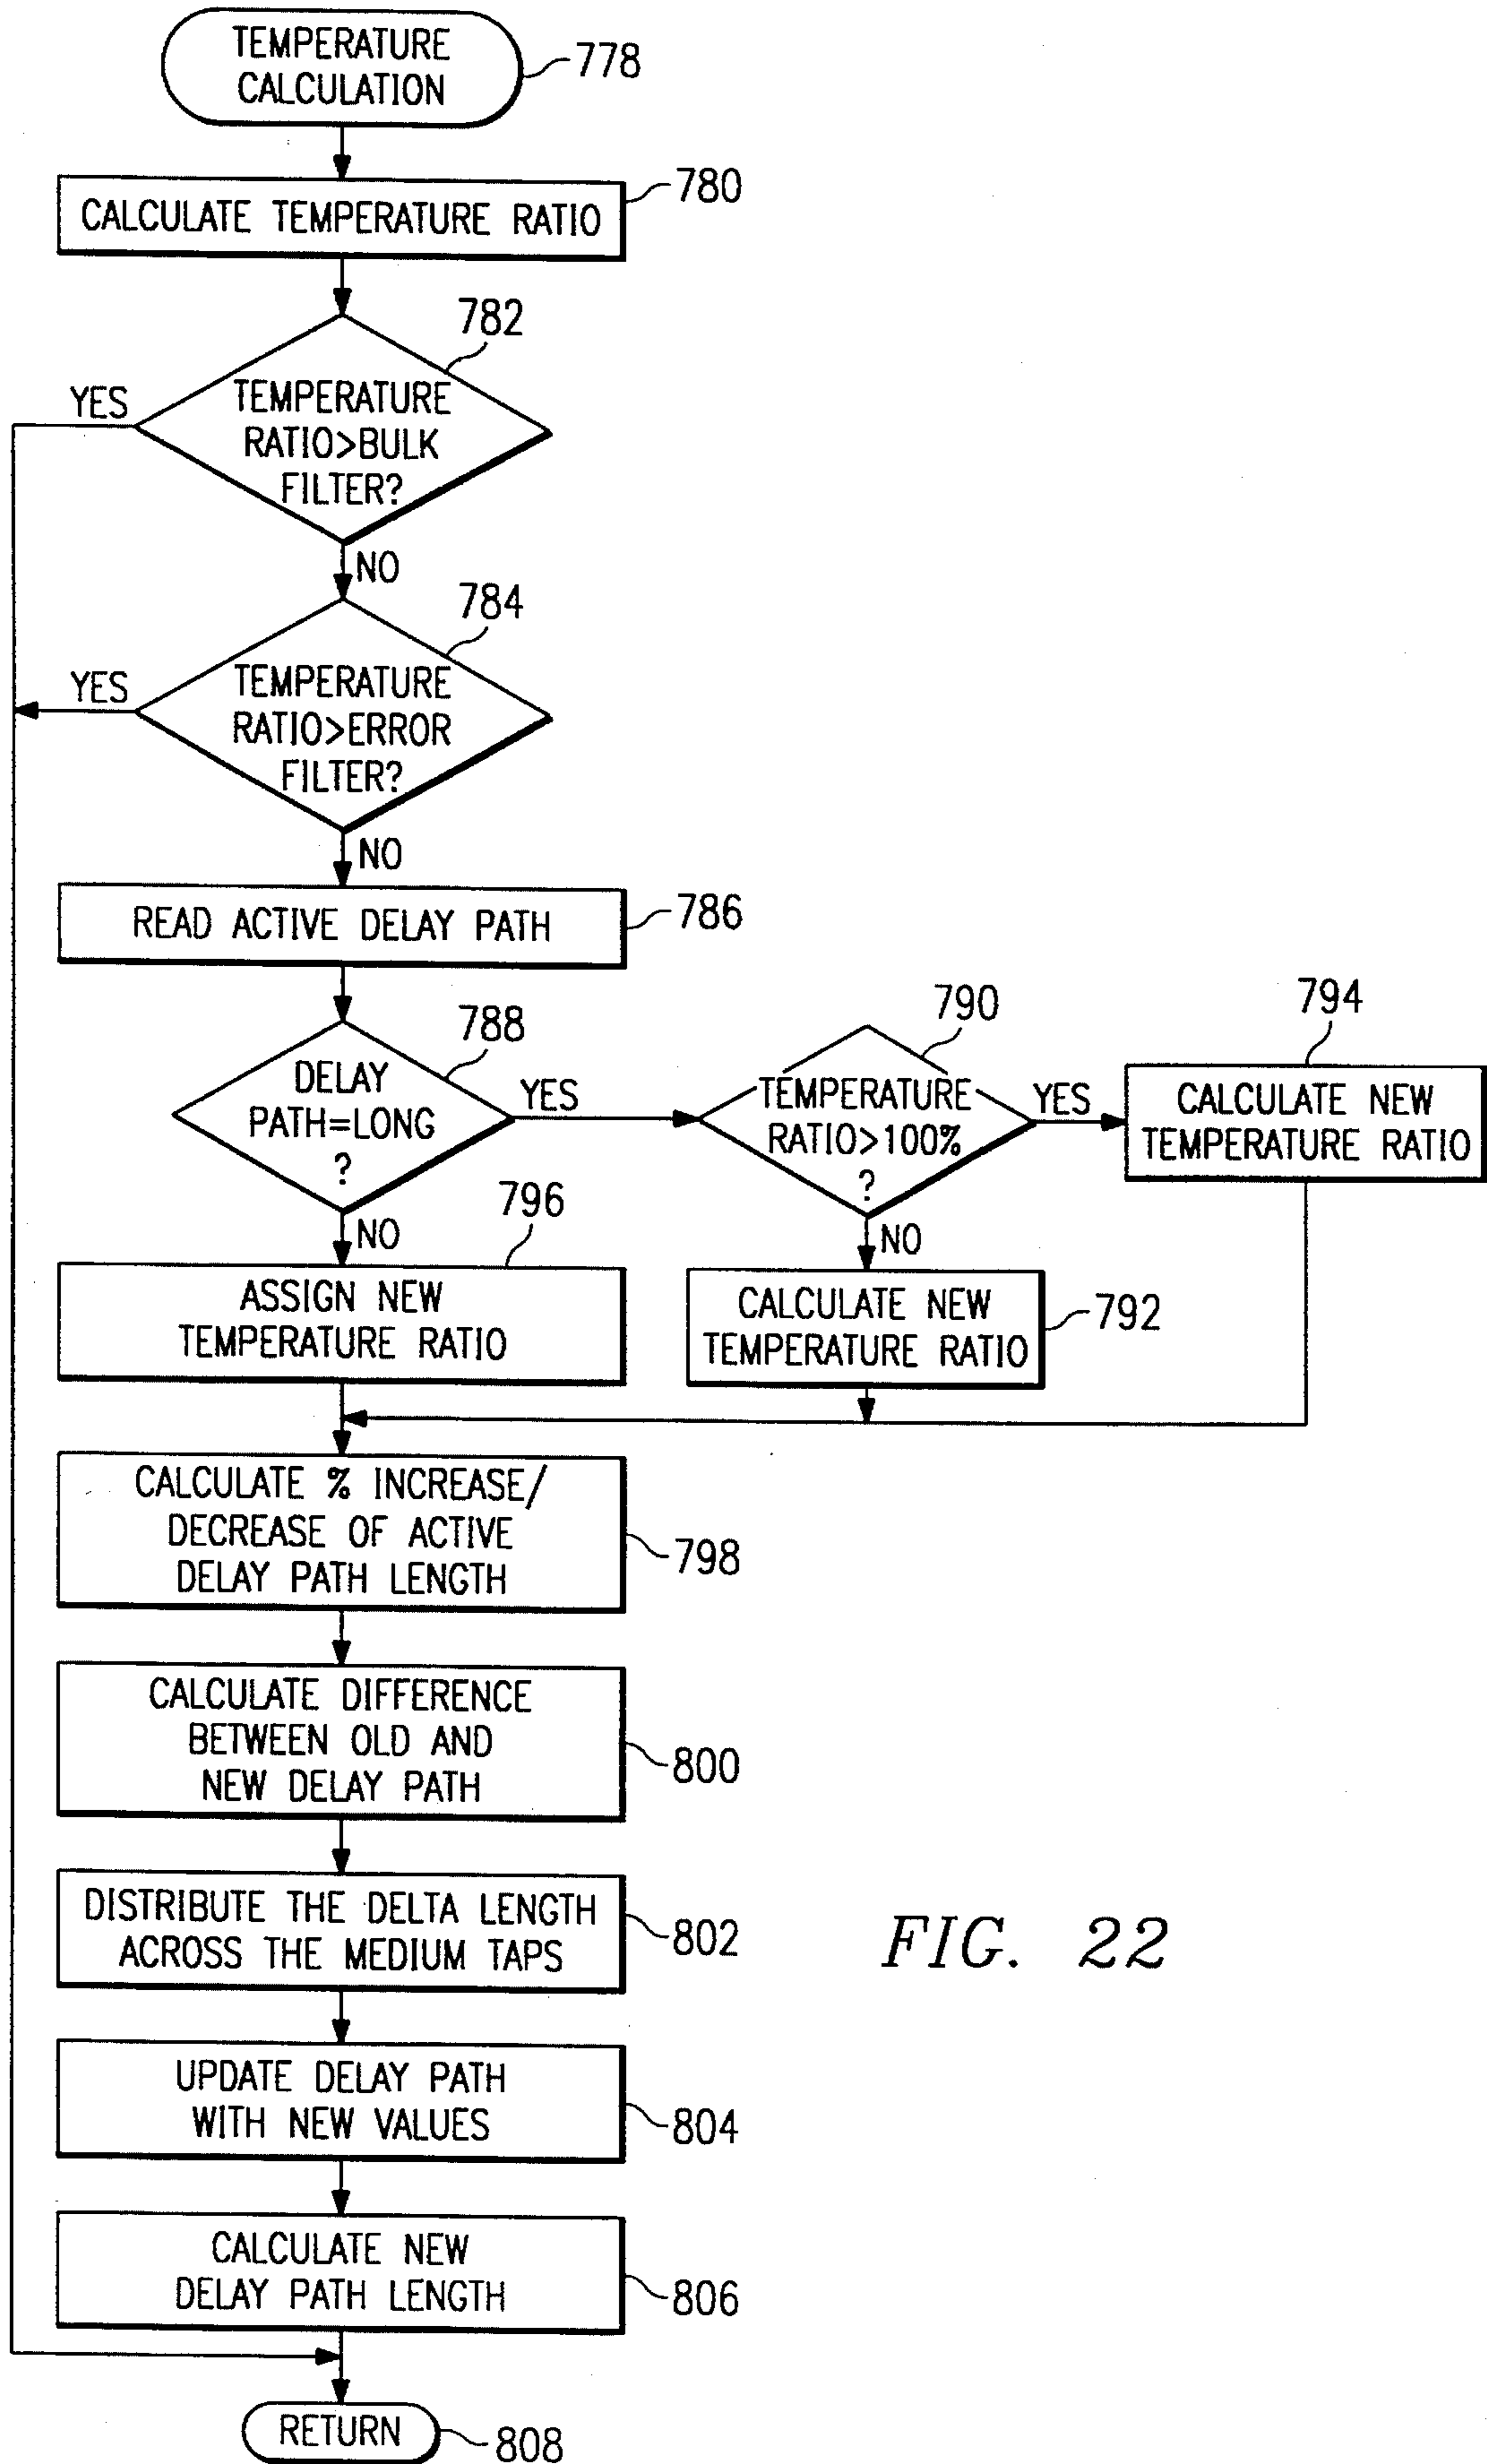 TEMPERATURE
CALCULATION
778
CALCULATE TEMPERATURE RATIO
780
782
TEMPERATURE
RATIO>BULK
FILTER?
YES
NO
784
TEMPERATURE
RATIO>ERROR
FILTER?
YES
NO
READ ACTIVE DELAY PATH
786
788
DELAY
PATH=LONG
?
YES
NO
790
TEMPERATURE
RATIO>100%
?
YES
NO
794
CALCULATE NEW
TEMPERATURE RATIO
796
ASSIGN NEW
TEMPERATURE RATIO
CALCULATE NEW
TEMPERATURE RATIO
792
CALCULATE % INCREASE/
DECREASE OF ACTIVE
DELAY PATH LENGTH
798
CALCULATE DIFFERENCE
BETWEEN OLD AND
NEW DELAY PATH
800
DISTRIBUTE THE DELTA LENGTH
ACROSS THE MEDIUM TAPS
802
FIG. 22
UPDATE DELAY PATH
WITH NEW VALUES
804
CALCULATE NEW
DELAY PATH LENGTH
806
RETURN
808